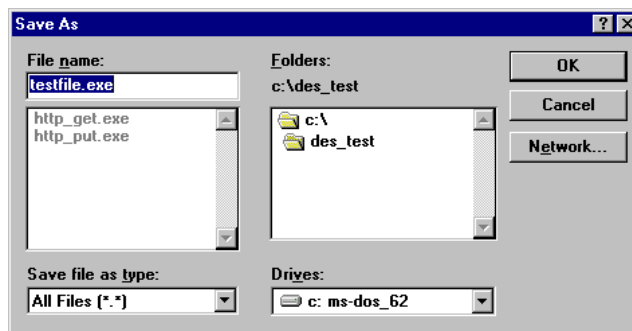 Save As
File name:
testfile.exe
http_get.exe
http_put.exe
Save file as type:
All Files (*.*)
Folders:
c:\des_test
c:\
des_test
Drives:
c: ms-dos_62
OK
Cancel
Network...